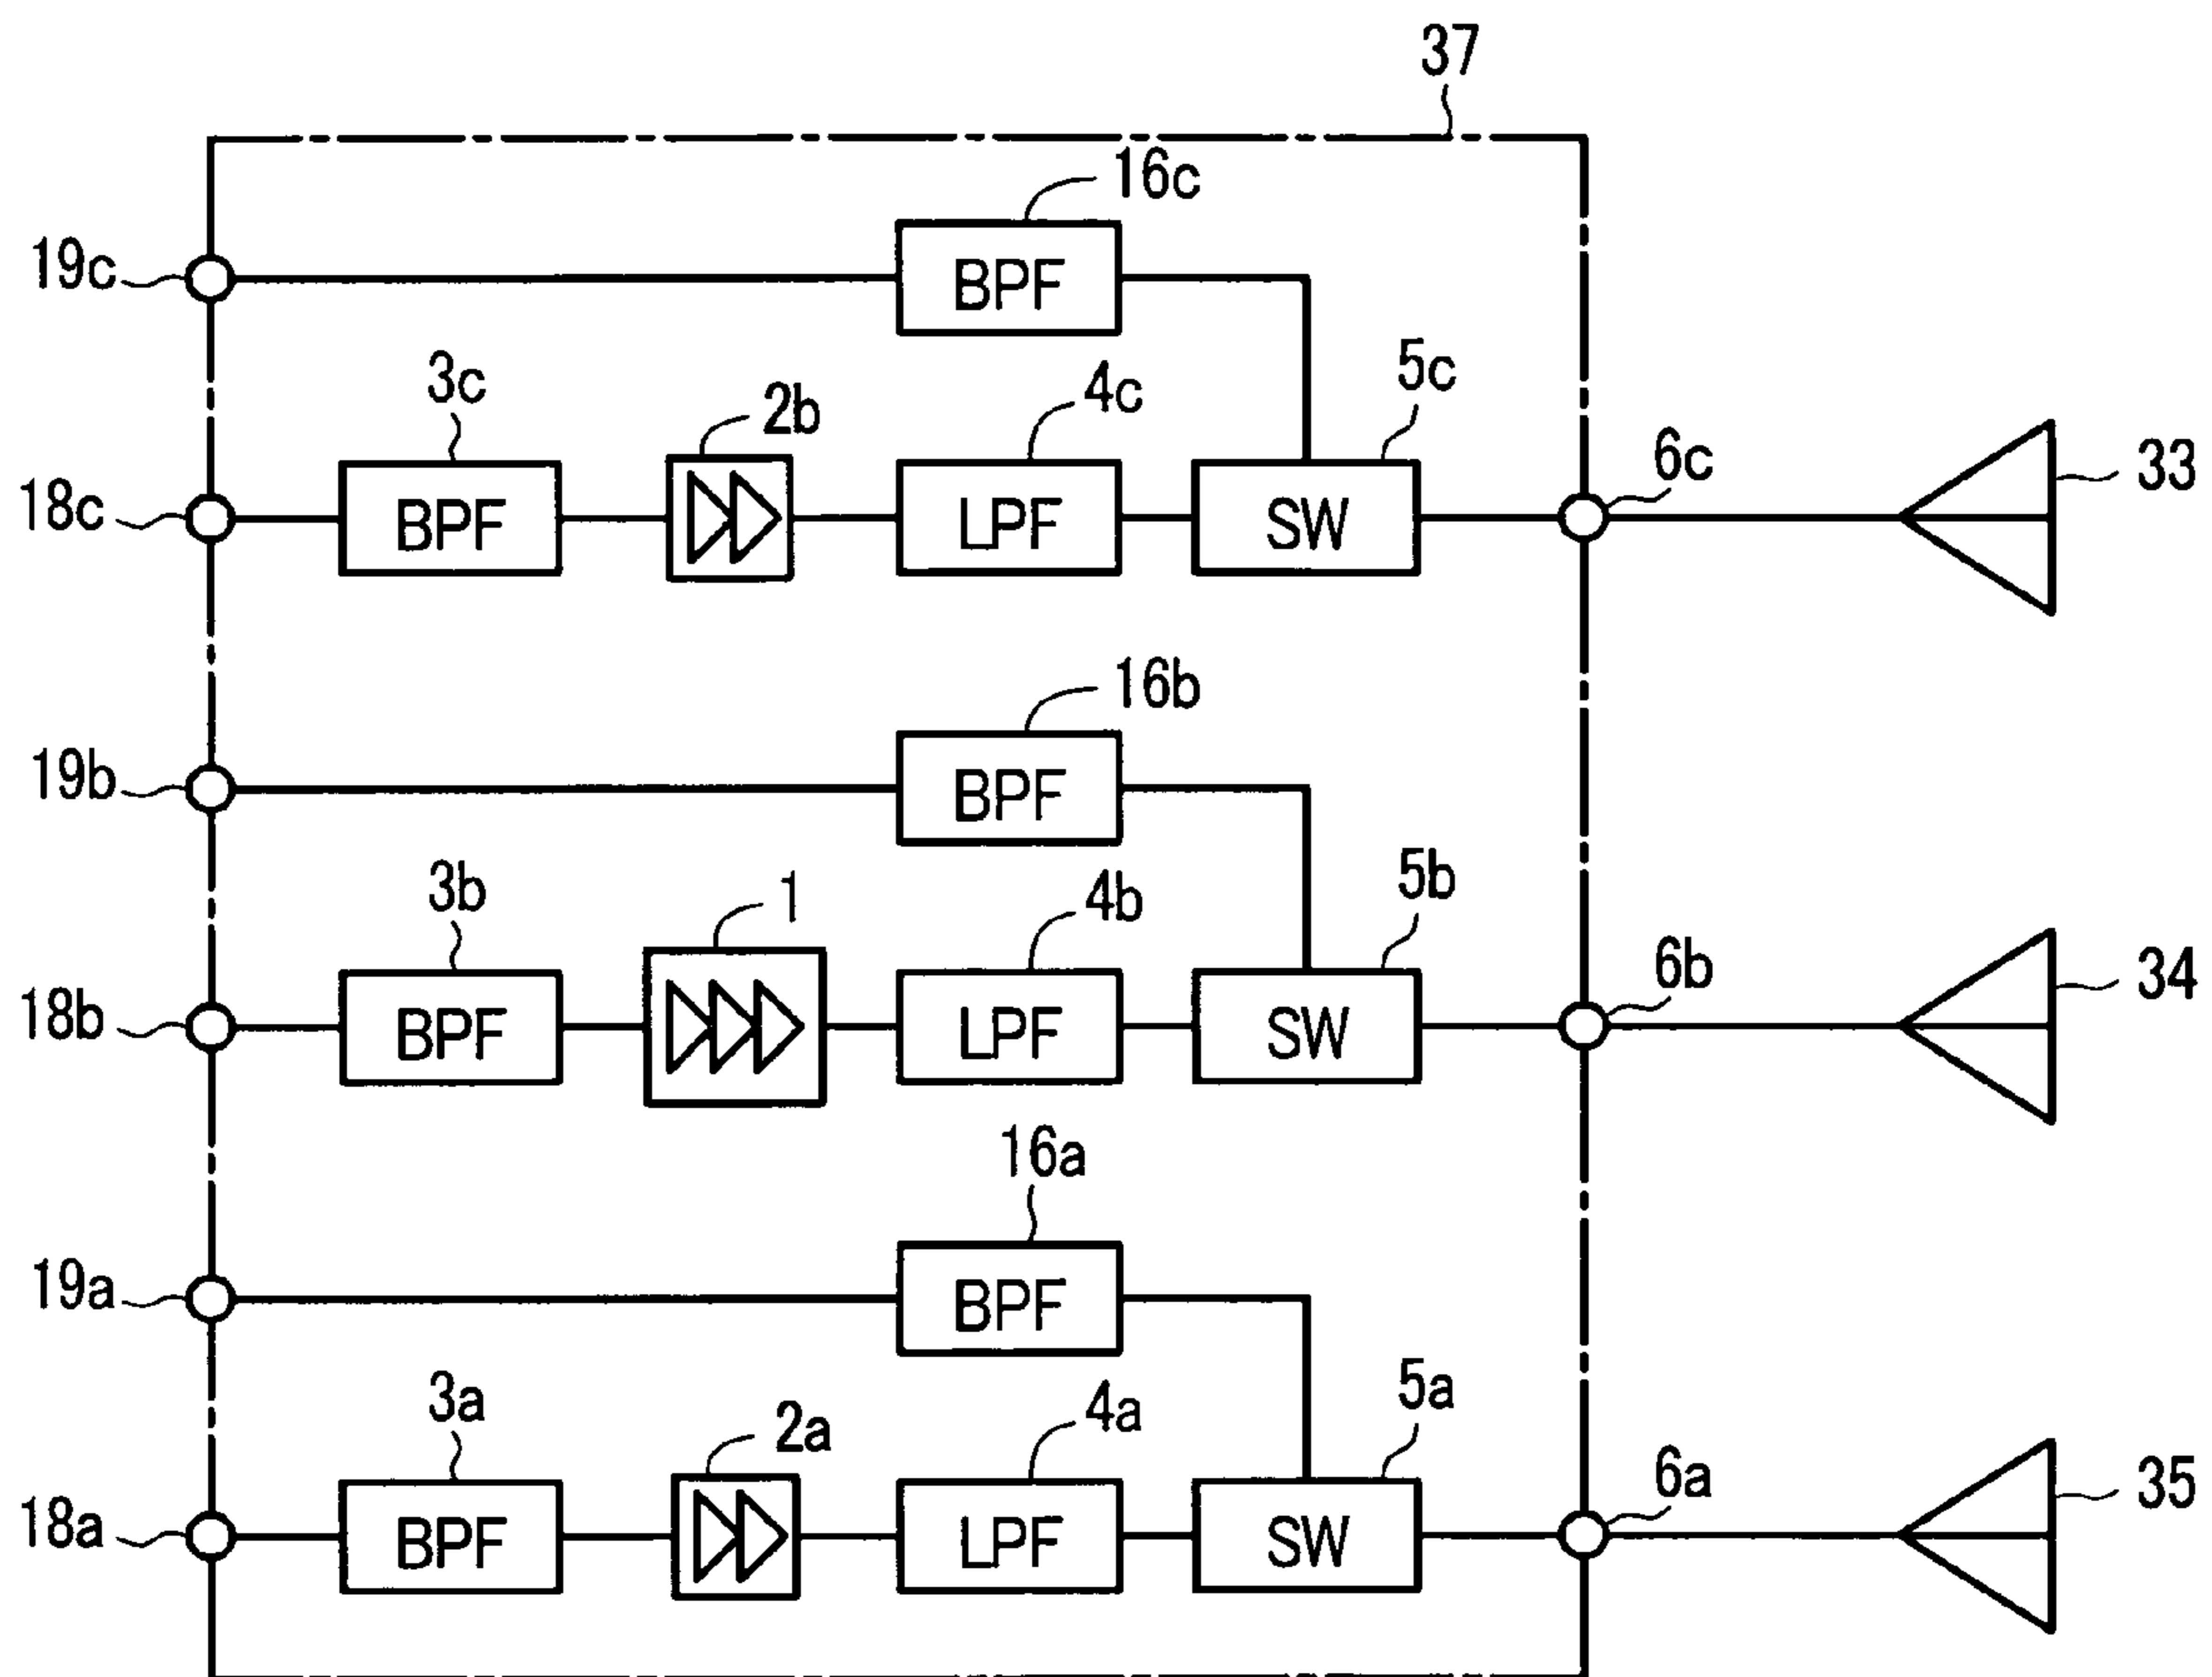 37
16c
19c
BPF
3c
2b
4c
5c
6c
33
18c
BPF
LPF
SW
16b
19b
BPF
3b
1
4b
5b
6b
34
18b
BPF
LPF
SW
16a
19a
BPF
3a
2a
4a
5a
6a
35
18a
BPF
LPF
SW